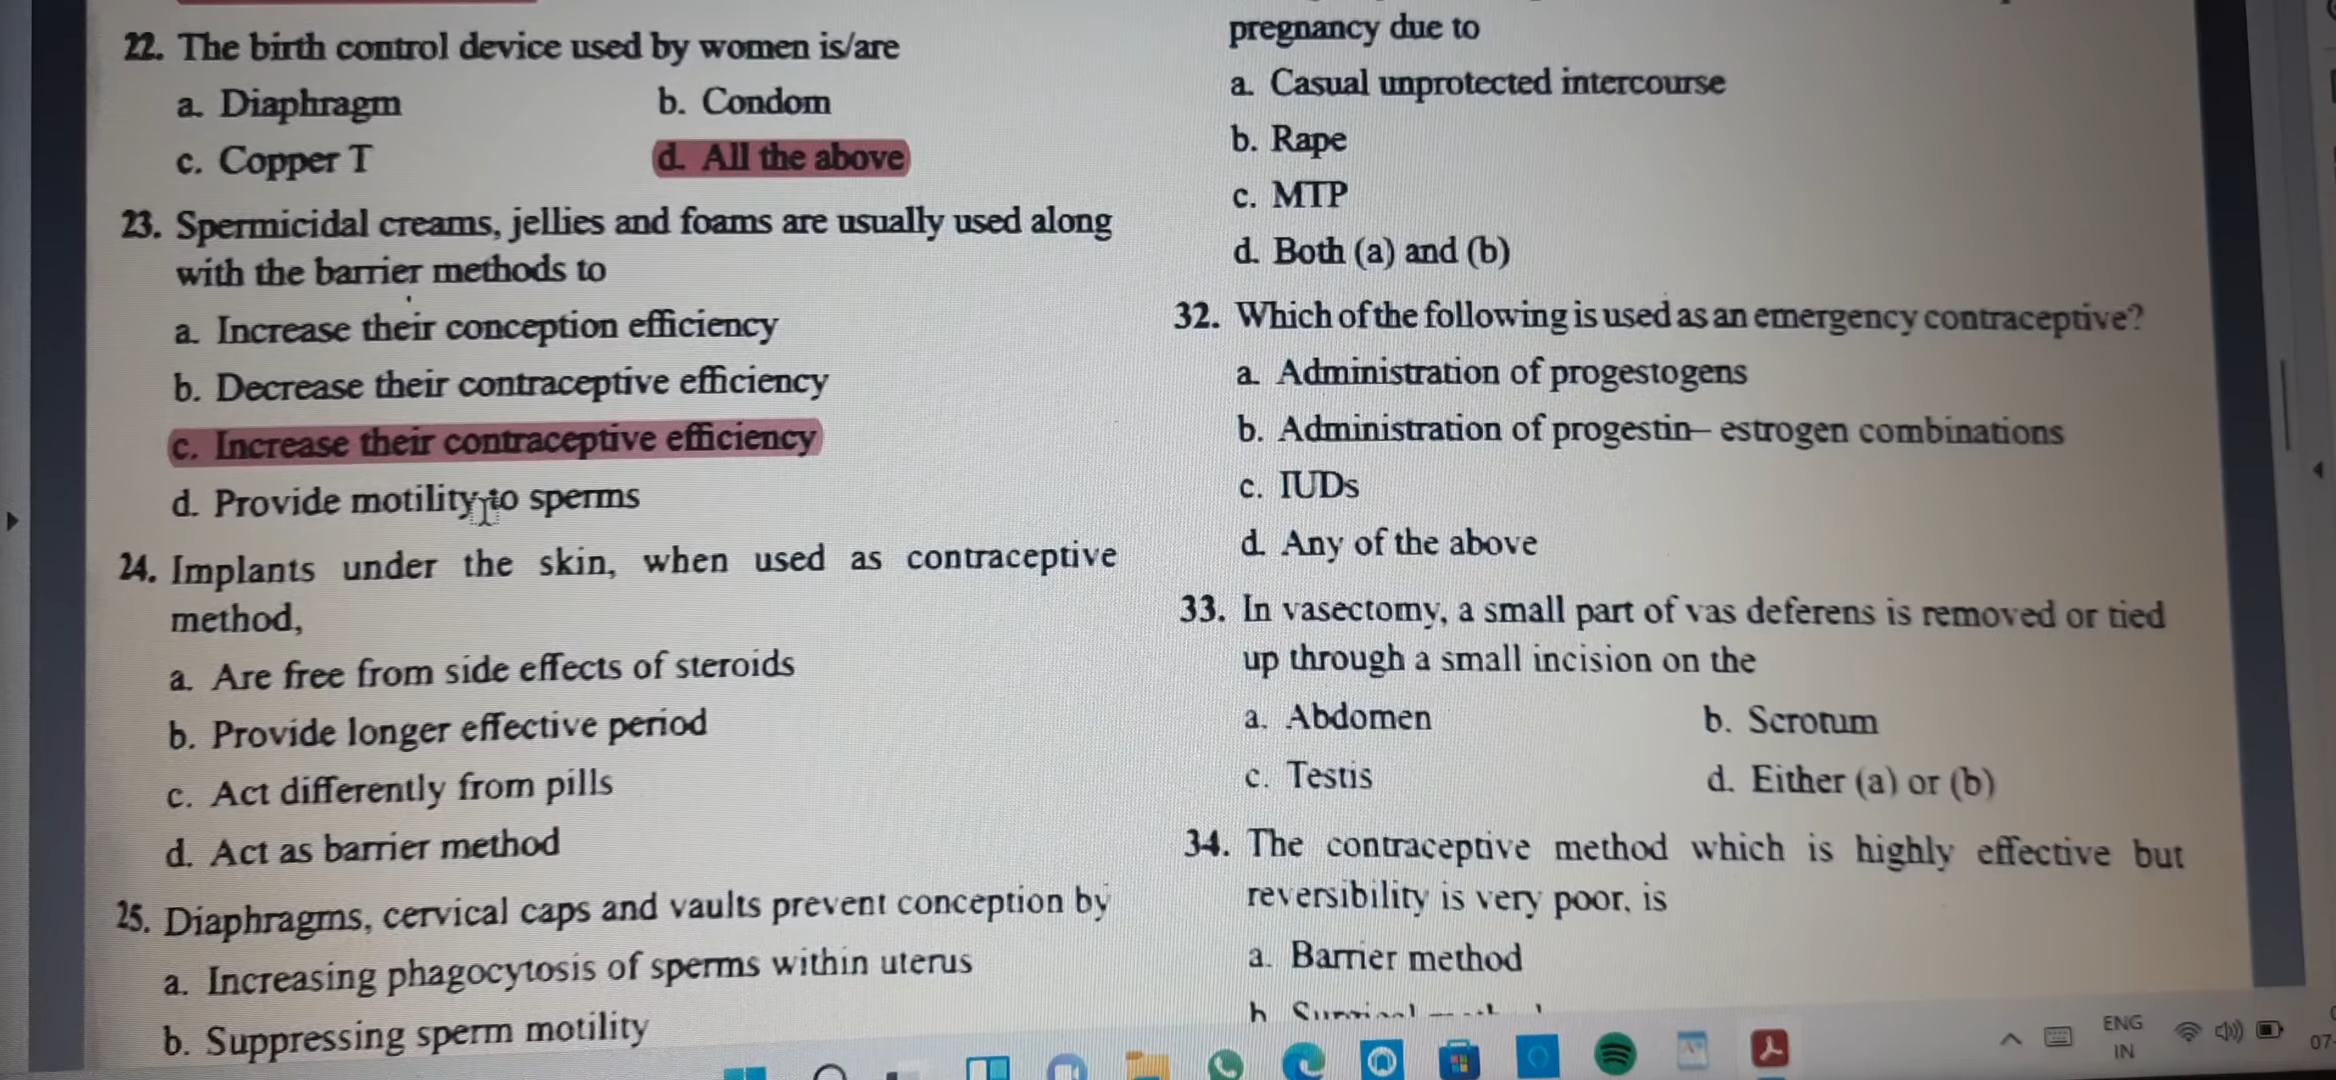 22. The birth control device used by women is/are
a. Diaphragm b. Condom
c. Copper T d. All the above
23. Spermicidal creams, jellies and foams are usually used along
with the barrier methods to
a. Increase their conception efficiency
b. Decrease their contraceptive efficiency
c. Increase their contraceptive efficiency
d. Provide motility to sperms
24. Implants under the skin, when used as contraceptive
method,
a. Are free from side effects of steroids
b. Provide longer effective period
c. Act differently from pills
d. Act as barrier method
25. Diaphragms, cervical caps and vaults prevent conception by
a. Increasing phagocytosis of sperms within uterus
b. Suppressing sperm motility
pregnancy due to
a. Casual unprotected intercourse
b. Rape
c. MTP
d. Both (a) and (b)
32. Which of the following is used as an emergency contraceptive?
a. Administration of progestogens
b. Administration of progestin– estrogen combinations
c. IUDs
d. Any of the above
33. In vasectomy, a small part of vas deferens is removed or tied
up through a small incision on the
a. Abdomen b. Scrotum
c. Testis d. Either (a) or (b)
34. The contraceptive method which is highly effective but
reversibility is very poor, is
a. Barrier method
ENG
IN